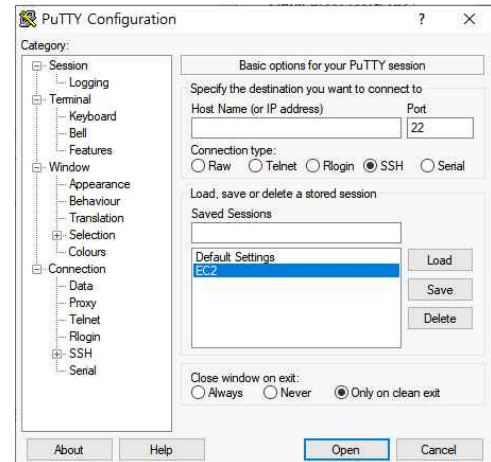 PuTTY Configuration ? ×
Category:
Session
Logging
Terminal
Keyboard
Bell
Features
Window
Appearance
Behaviour
Translation
Selection
Colours
Connection
Data
Proxy
Telnet
Rlogin
SSH
Serial
Basic options for your PuTTY session
Specify the destination you want to connect to
Host Name (or IP address) Port
22
Connection type:
Raw Telnet Rlogin SSH Serial
Load, save or delete a stored session
Saved Sessions
Default Settings
EC2
Load
Save
Delete
Close window on exit:
Always Never Only on clean exit
About Help Open Cancel